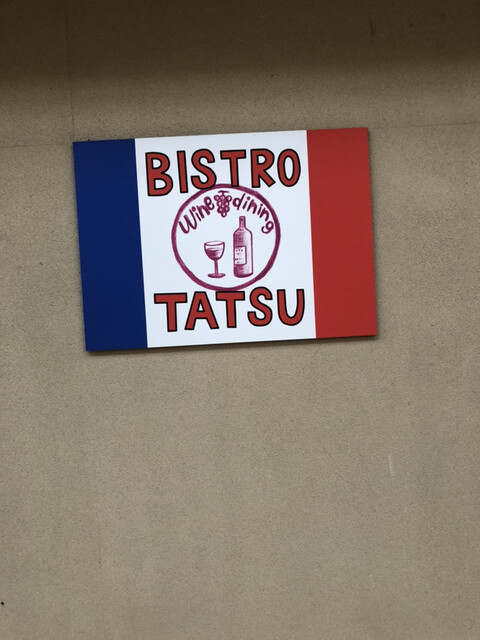 BISTRO
wine dining
TATSU